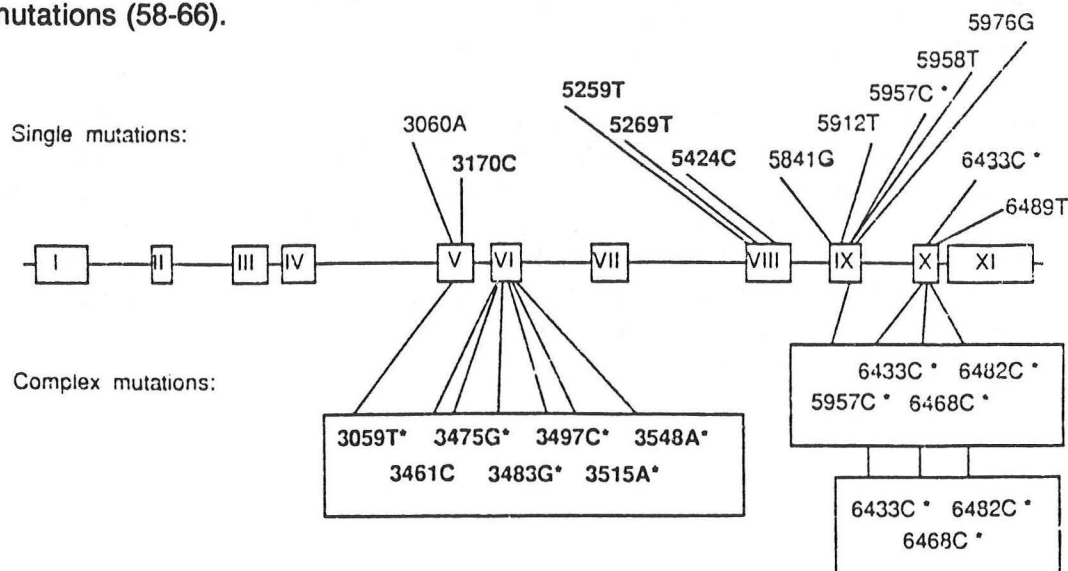 mutations (58-66).
5976G
5958T
5259T
5957C *
Single mutations:
3060A
5269T
5912T
3170C
5424C
5841G
6433C *
6489T
I II III IV V VI VII VIII IX X XI
Complex mutations:
6433C * 6482C *
5957C * 6468C *
3059T* 3475G* 3497C* 3548A*
3461C 3483G* 3515A*
6433C * 6482C *
6468C *